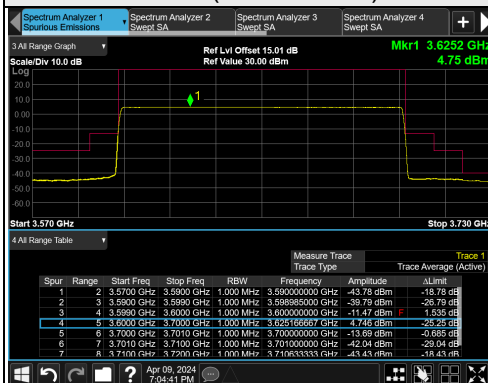 Spectrum Analyzer 1
Spurious Emissions
Spectrum Analyzer 2
Swept SA
Spectrum Analyzer 3
Swept SA
Spectrum Analyzer 4
Swept SA
+
3 All Range Graph
Scale/Div 10.0 dB
Ref Lvl Offset 15.01 dB
Ref Value 30.00 dBm
Mkr1 3.6252 GHz
4.75 dBm
Log
20.0
10.0
0.00
-10.0
-20.0
-30.0
-40.0
-50.0
-60.0
1
Start 3.570 GHz
Stop 3.730 GHz
4 All Range Table
Measure Trace Trace 1
Trace Type Trace Average (Active)
Spur Range Start Freq Stop Freq RBW Frequency Amplitude ΔLimit
1 2 3.5700 GHz 3.5900 GHz 1.000 MHz 3.590000000 GHz -43.78 dBm -18.78 dB
2 3 3.5900 GHz 3.5990 GHz 1.000 MHz 3.598985000 GHz -39.79 dBm -26.79 dB
3 4 3.5990 GHz 3.6000 GHz 1.000 MHz 3.600000000 GHz -11.47 dBm F 1.535 dB
4 5 3.6000 GHz 3.7000 GHz 1.000 MHz 3.625166667 GHz 4.746 dBm -25.25 dB
5 6 3.7000 GHz 3.7010 GHz 1.000 MHz 3.700000000 GHz -13.69 dBm -0.685 dB
6 7 3.7010 GHz 3.7100 GHz 1.000 MHz 3.701000000 GHz -42.04 dBm -29.04 dB
7 8 3.7100 GHz 3.7200 GHz 1.000 MHz 3.710633333 GHz -43.43 dBm -18.43 dB
?
Apr 09, 2024
7:04:41 PM